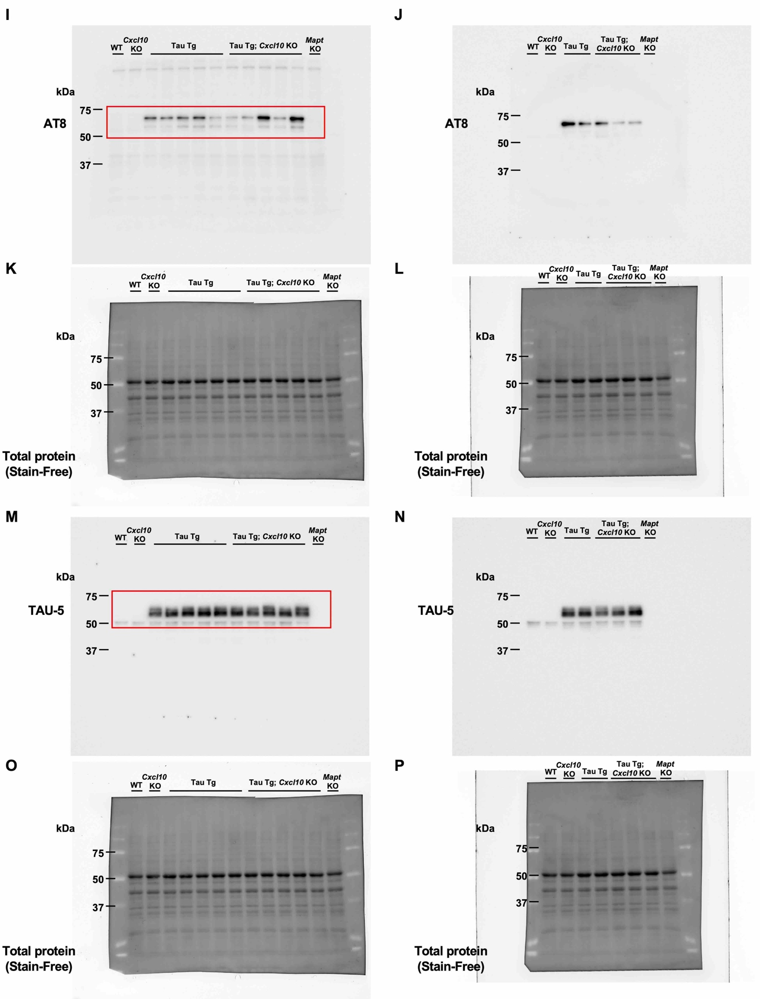 I
WT
Cxcl10
KO
Tau Tg
Tau Tg; Cxcl10 KO
Mapt
KO
kDa
75
AT8
50
37
J
WT
Cxcl10
KO
Tau Tg
Tau Tg;
Cxcl10 KO
Mapt
KO
kDa
75
AT8
50
37
K
WT
Cxcl10
KO
Tau Tg
Tau Tg; Cxcl10 KO
Mapt
KO
kDa
75
50
37
Total protein
(Stain-Free)
L
WT
Cxcl10
KO
Tau Tg
Tau Tg;
Cxcl10 KO
Mapt
KO
kDa
75
50
37
Total protein
(Stain-Free)
M
WT
Cxcl10
KO
Tau Tg
Tau Tg; Cxcl10 KO
Mapt
KO
kDa
75
TAU-5
50
37
N
WT
Cxcl10
KO
Tau Tg
Tau Tg;
Cxcl10 KO
Mapt
KO
kDa
75
TAU-5
50
37
O
WT
Cxcl10
KO
Tau Tg
Tau Tg; Cxcl10 KO
Mapt
KO
kDa
75
50
37
Total protein
(Stain-Free)
P
WT
Cxcl10
KO
Tau Tg
Tau Tg;
Cxcl10 KO
Mapt
KO
kDa
75
50
37
Total protein
(Stain-Free)